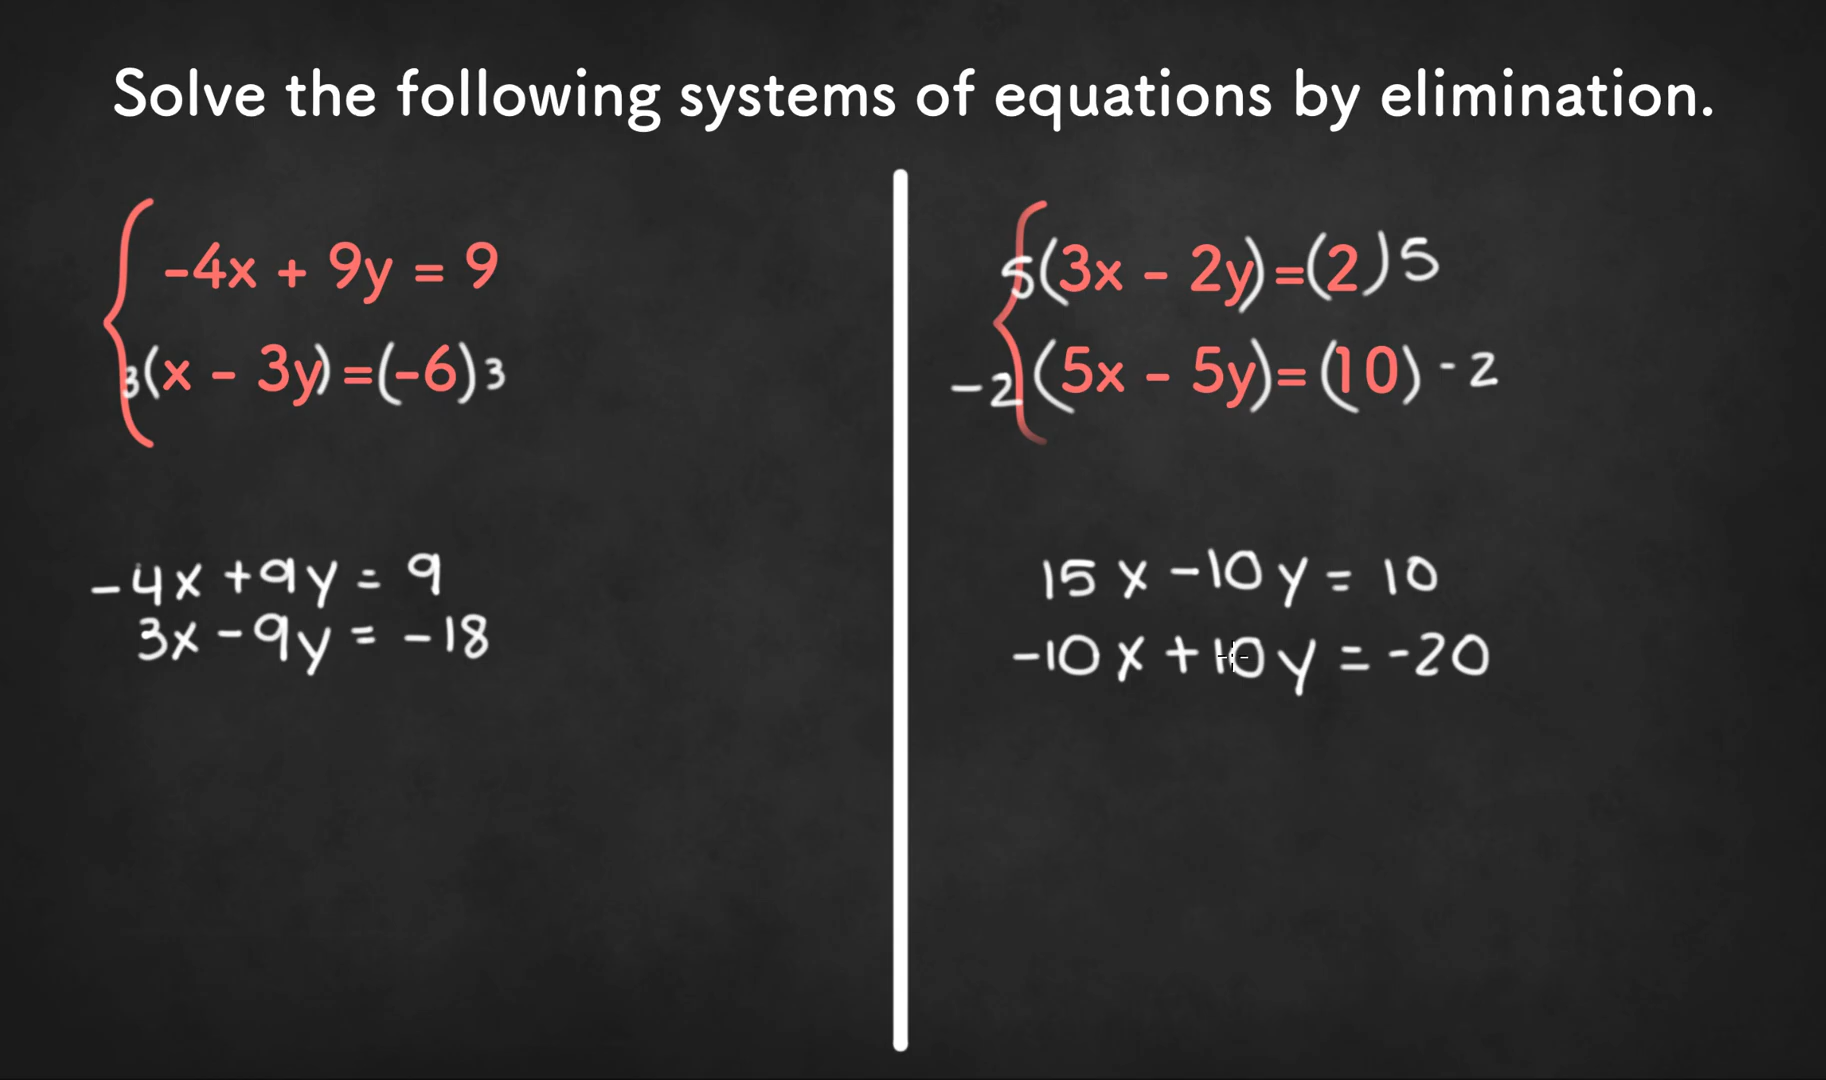 Solve the following systems of equations by elimination.
-4x + 9y = 9
3(x - 3y)=(-6)3
-4x +9y = 9
3x -9y = -18
5(3x - 2y)=(2)5
-2(5x - 5y)=(10)-2
15x -10y = 10
-10x +10y = -20